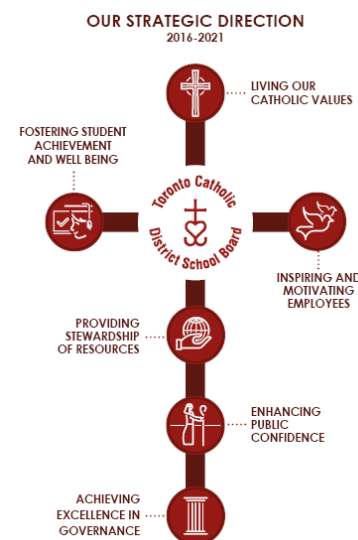 OUR STRATEGIC DIRECTION
2016-2021
LIVING OUR
CATHOLIC VALUES
FOSTERING STUDENT
ACHIEVEMENT
AND WELL BEING
Toronto Catholic
District School Board
INSPIRING AND
MOTIVATING
EMPLOYEES
PROVIDING
STEWARDSHIP
OF RESOURCES
ENHANCING
PUBLIC
CONFIDENCE
ACHIEVING
EXCELLENCE IN
GOVERNANCE